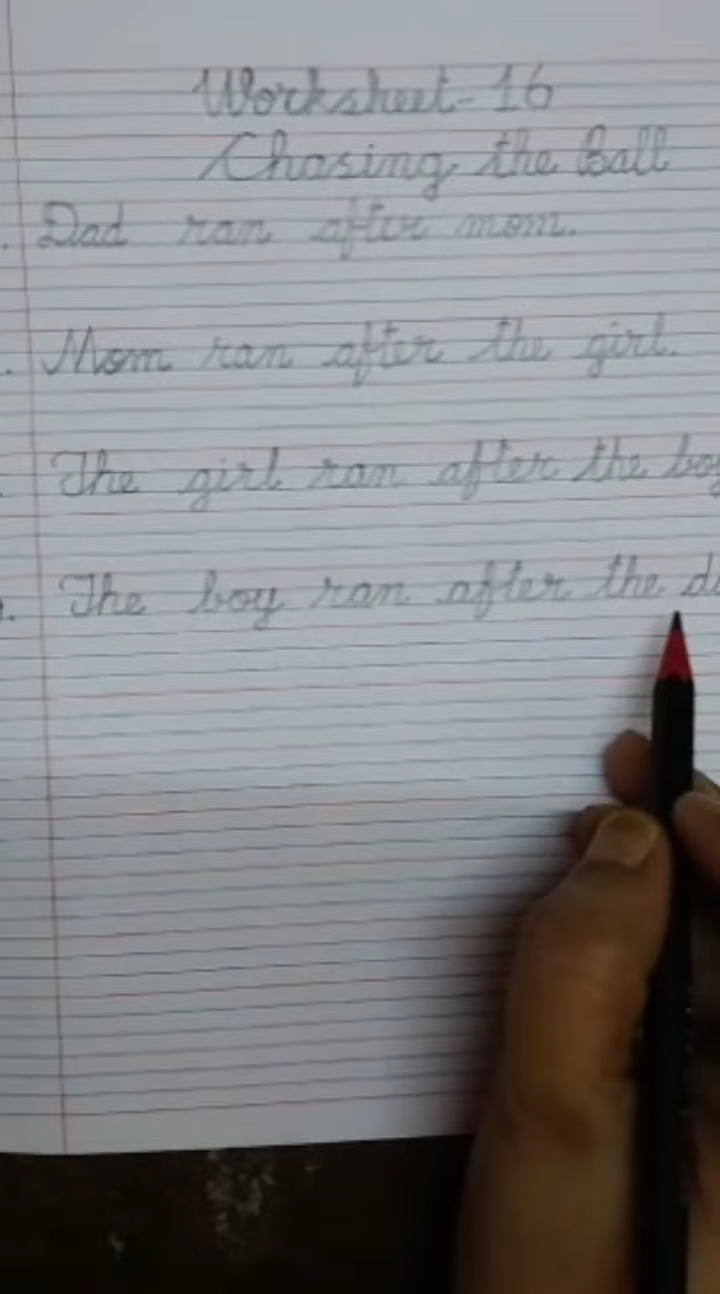 Worksheet-16
Chasing the Ball
. Dad ran after mom.
. Mom ran after the girl.
. The girl ran after the boy
. The boy ran after the